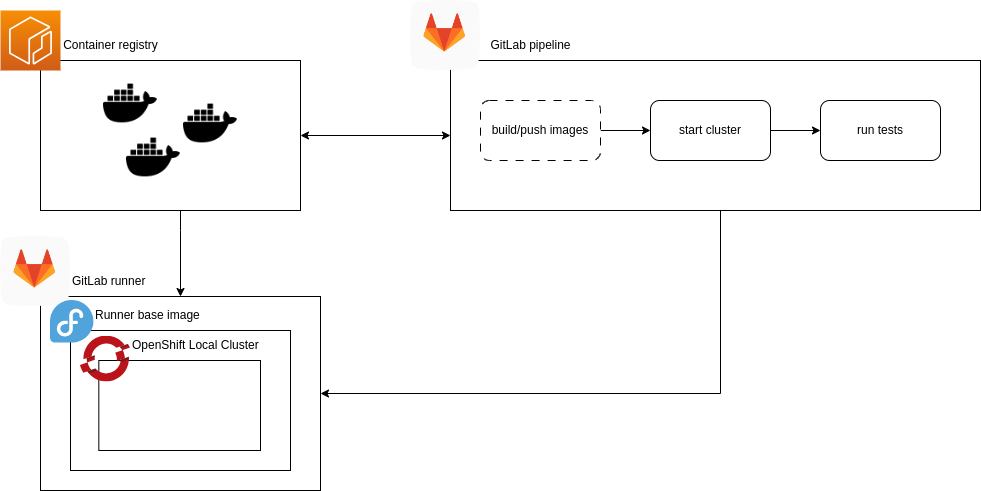 Container registry
GitLab pipeline
build/push images
start cluster
run tests
GitLab runner
Runner base image
OpenShift Local Cluster